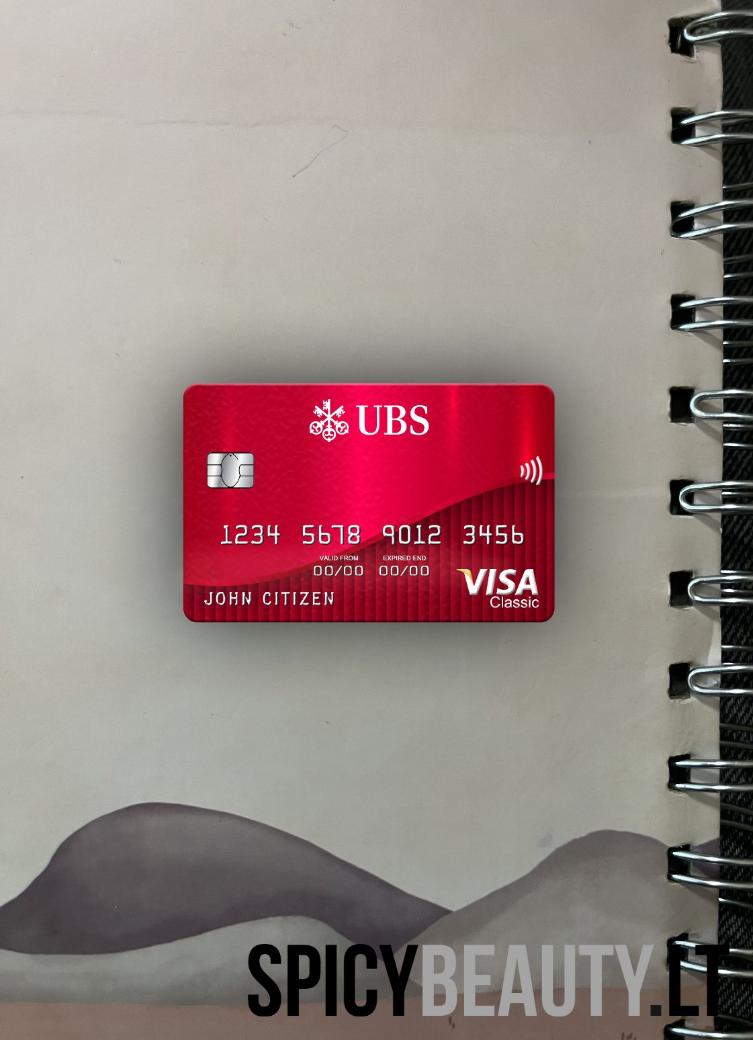 UBS
1234 5678 9012 3456
VALID FROM EXPIRED END
00/00 00/00
VISA
JOHN CITIZEN
Classic
SPICYBEAUTY.LT